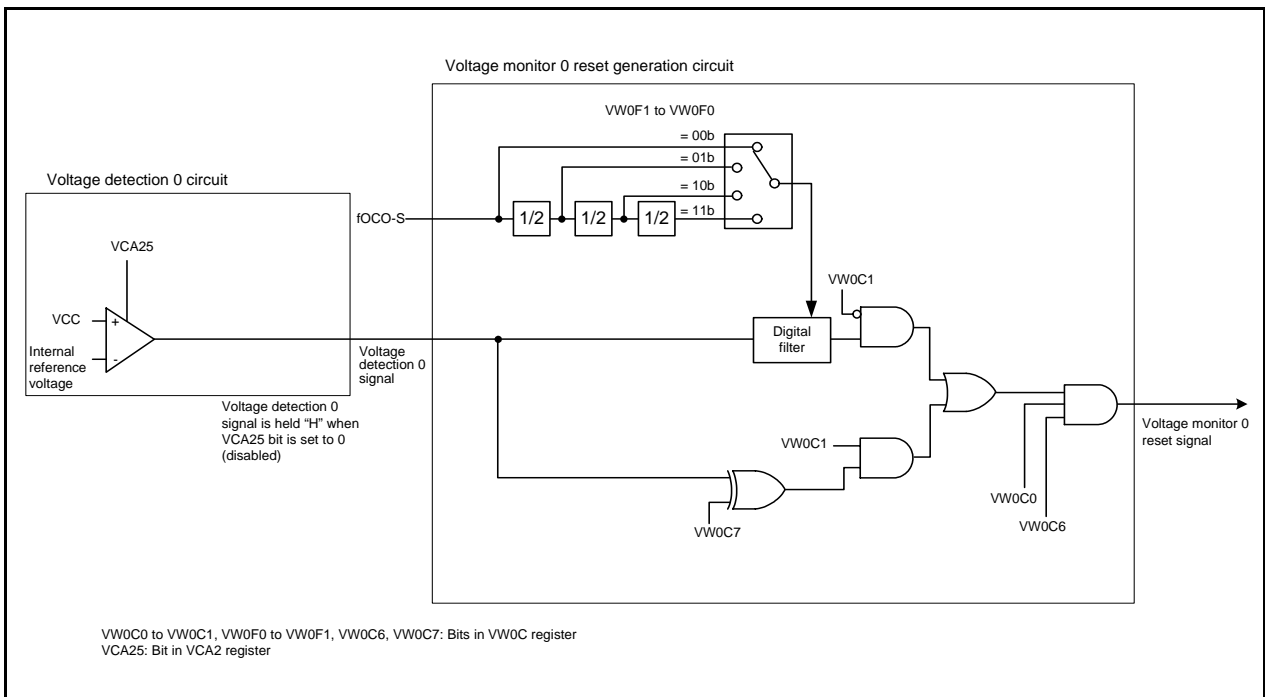 Voltage monitor 0 reset generation circuit
VW0F1 to VW0F0
= 00b
= 01b
= 10b
= 11b
Voltage detection 0 circuit
fOCO-S
1/2
1/2
1/2
VCA25
VCC
+
Internal
reference
voltage
-
Voltage
detection 0
signal
Voltage detection 0
signal is held “H” when
VCA25 bit is set to 0
(disabled)
Digital
filter
VW0C1
VW0C1
VW0C7
VW0C0
VW0C6
Voltage monitor 0
reset signal
VW0C0 to VW0C1, VW0F0 to VW0F1, VW0C6, VW0C7: Bits in VW0C register
VCA25: Bit in VCA2 register